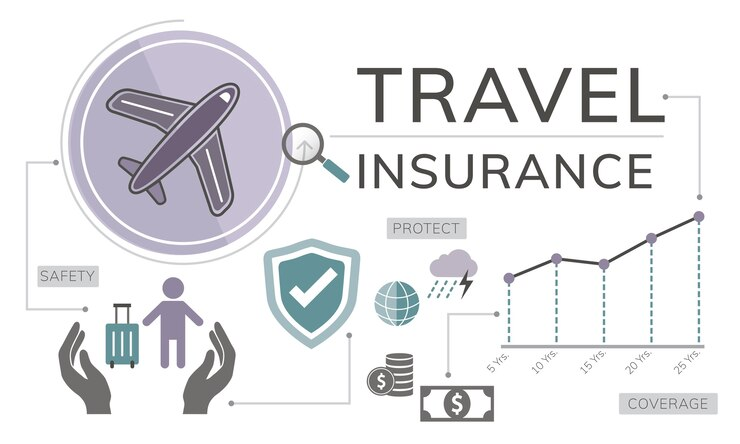 TRAVEL
INSURANCE
PROTECT
SAFETY
$
$
5 Yrs.
10 Yrs.
15 Yrs.
20 Yrs.
25 Yrs.
COVERAGE